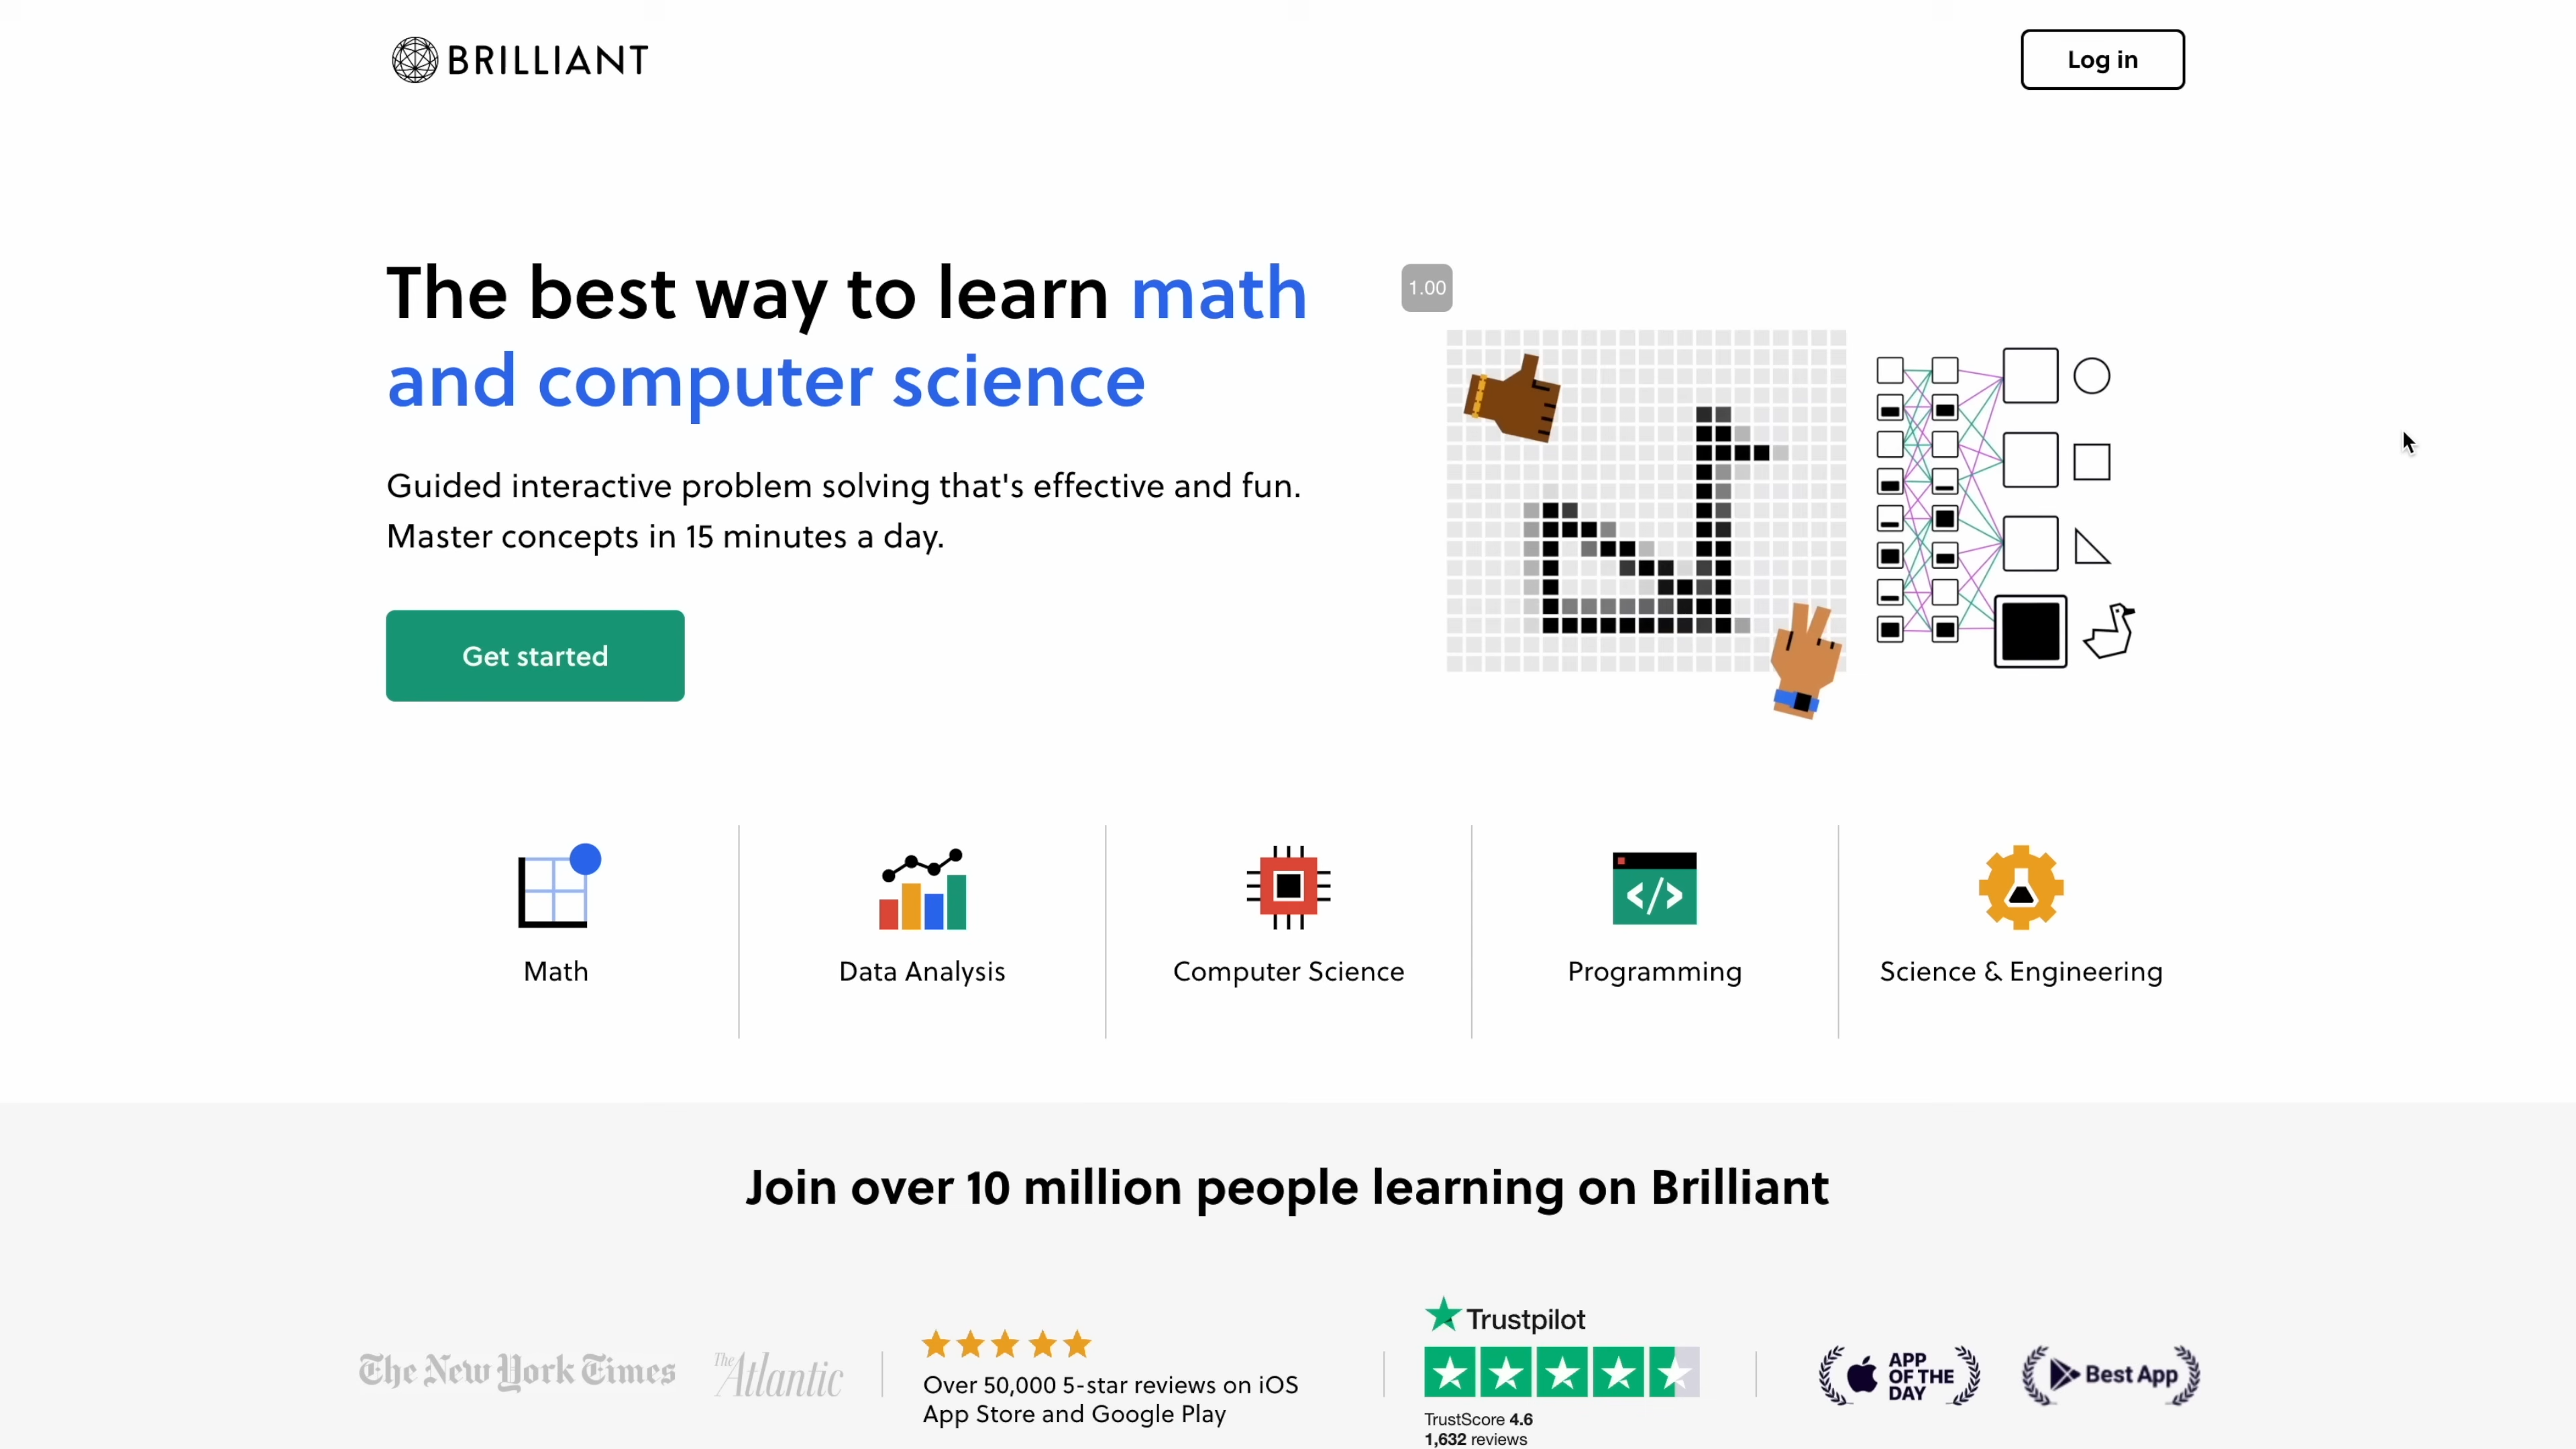 BRILLIANT
Log in
The best way to learn math
and computer science
Guided interactive problem solving that's effective and fun.
Master concepts in 15 minutes a day.
Get started
1.00
Math
Data Analysis
Computer Science
</>
Programming
Science & Engineering
Join over 10 million people learning on Brilliant
The New York Times
The Atlantic
Over 50,000 5-star reviews on iOS
App Store and Google Play
Trustpilot
TrustScore 4.6
1,632 reviews
APP
OF THE
DAY
Best App